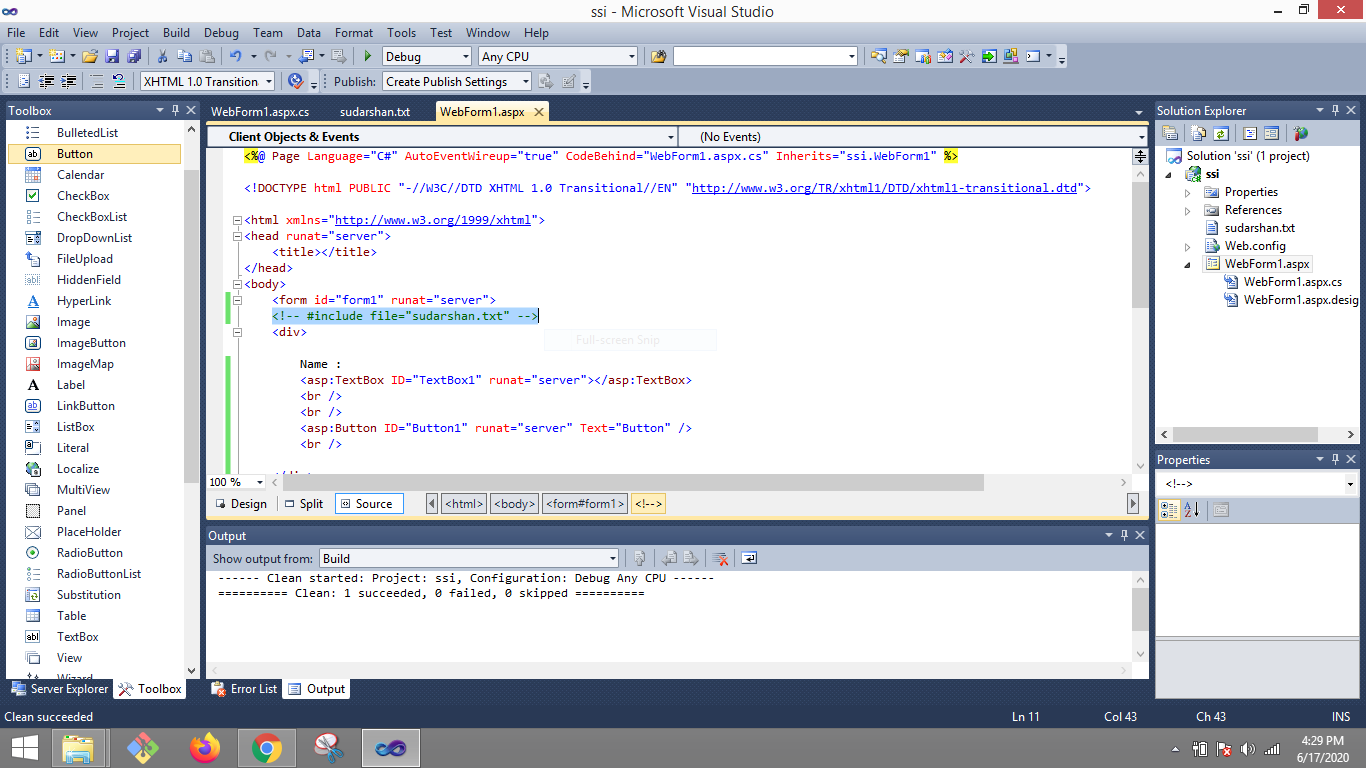 ssi - Microsoft Visual Studio
File Edit View Project Build Debug Team Data Format Tools Test Window Help
Debug Any CPU
XHTML 1.0 Transition Publish: Create Publish Settings
Toolbox
BulletedList
Button
Calendar
CheckBox
CheckBoxList
DropDownList
FileUpload
HiddenField
HyperLink
Image
ImageButton
ImageMap
Label
LinkButton
ListBox
Literal
Localize
MultiView
Panel
PlaceHolder
RadioButton
RadioButtonList
Substitution
Table
TextBox
View
Wizard
Server Explorer Toolbox
WebForm1.aspx.cs sudarshan.txt WebForm1.aspx
Client Objects & Events (No Events)
<%@ Page Language="C#" AutoEventWireup="true" CodeBehind="WebForm1.aspx.cs" Inherits="ssi.WebForm1" %>
<!DOCTYPE html PUBLIC "-//W3C//DTD XHTML 1.0 Transitional//EN" "http://www.w3.org/TR/xhtml1/DTD/xhtml1-transitional.dtd">
<html xmlns="http://www.w3.org/1999/xhtml">
<head runat="server">
<title></title>
</head>
<body>
<form id="form1" runat="server">
<!-- #include file="sudarshan.txt" -->
<div>
Full-screen Snip
Name :
<asp:TextBox ID="TextBox1" runat="server"></asp:TextBox>
<br />
<br />
<asp:Button ID="Button1" runat="server" Text="Button" />
<br />
100 %
Design Split Source <html> <body> <form#form1> <!-->
Output
Show output from: Build
------ Clean started: Project: ssi, Configuration: Debug Any CPU ------
========== Clean: 1 succeeded, 0 failed, 0 skipped ==========
Error List Output
Solution Explorer
Solution 'ssi' (1 project)
ssi
Properties
References
sudarshan.txt
Web.config
WebForm1.aspx
WebForm1.aspx.cs
WebForm1.aspx.desig
Properties
<!-->
Clean succeeded Ln 11 Col 43 Ch 43 INS
4:29 PM
6/17/2020